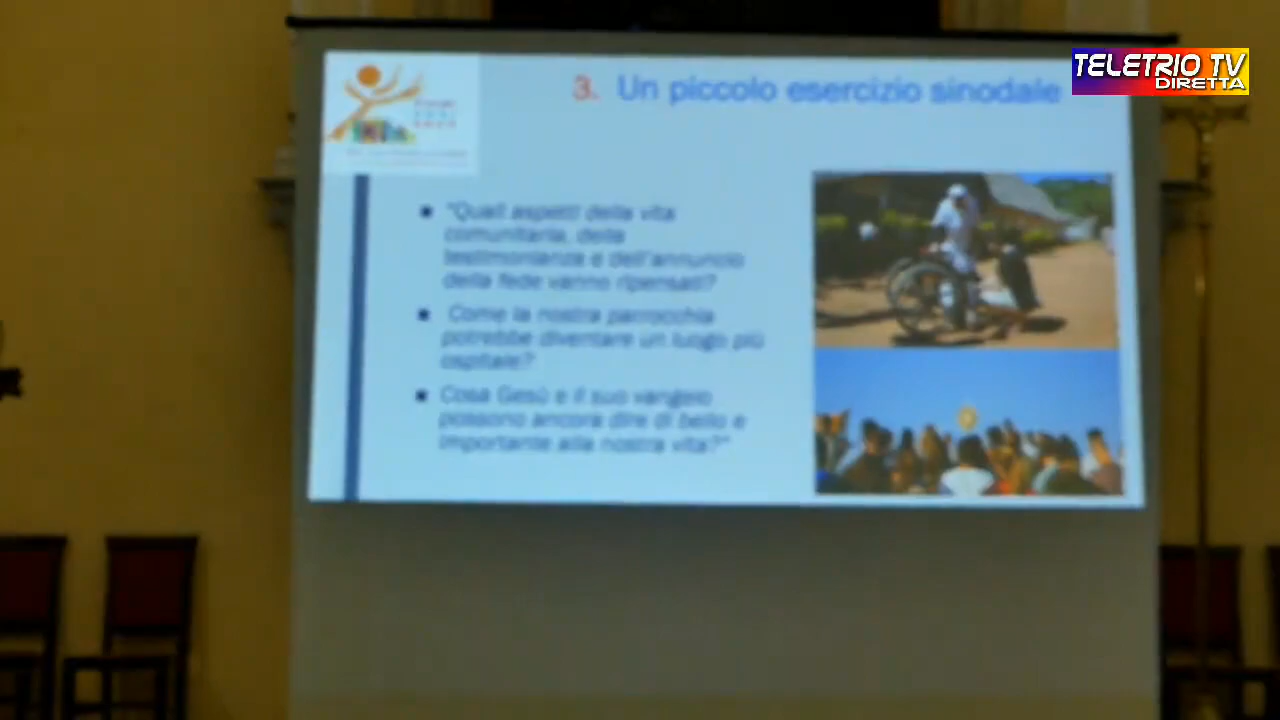 TELETRIO TV
DIRETTA
3. Un piccolo esercizio sinodale
"Quali aspetti della vita
comunitaria, della
testimonianza e dell'annuncio
della fede vanno ripensati?
Come la nostra parrocchia
potrebbe diventare un luogo più
ospitale?
Cosa Gesù e il suo vangelo
possono ancora dire di bello e
importante alla nostra vita?"